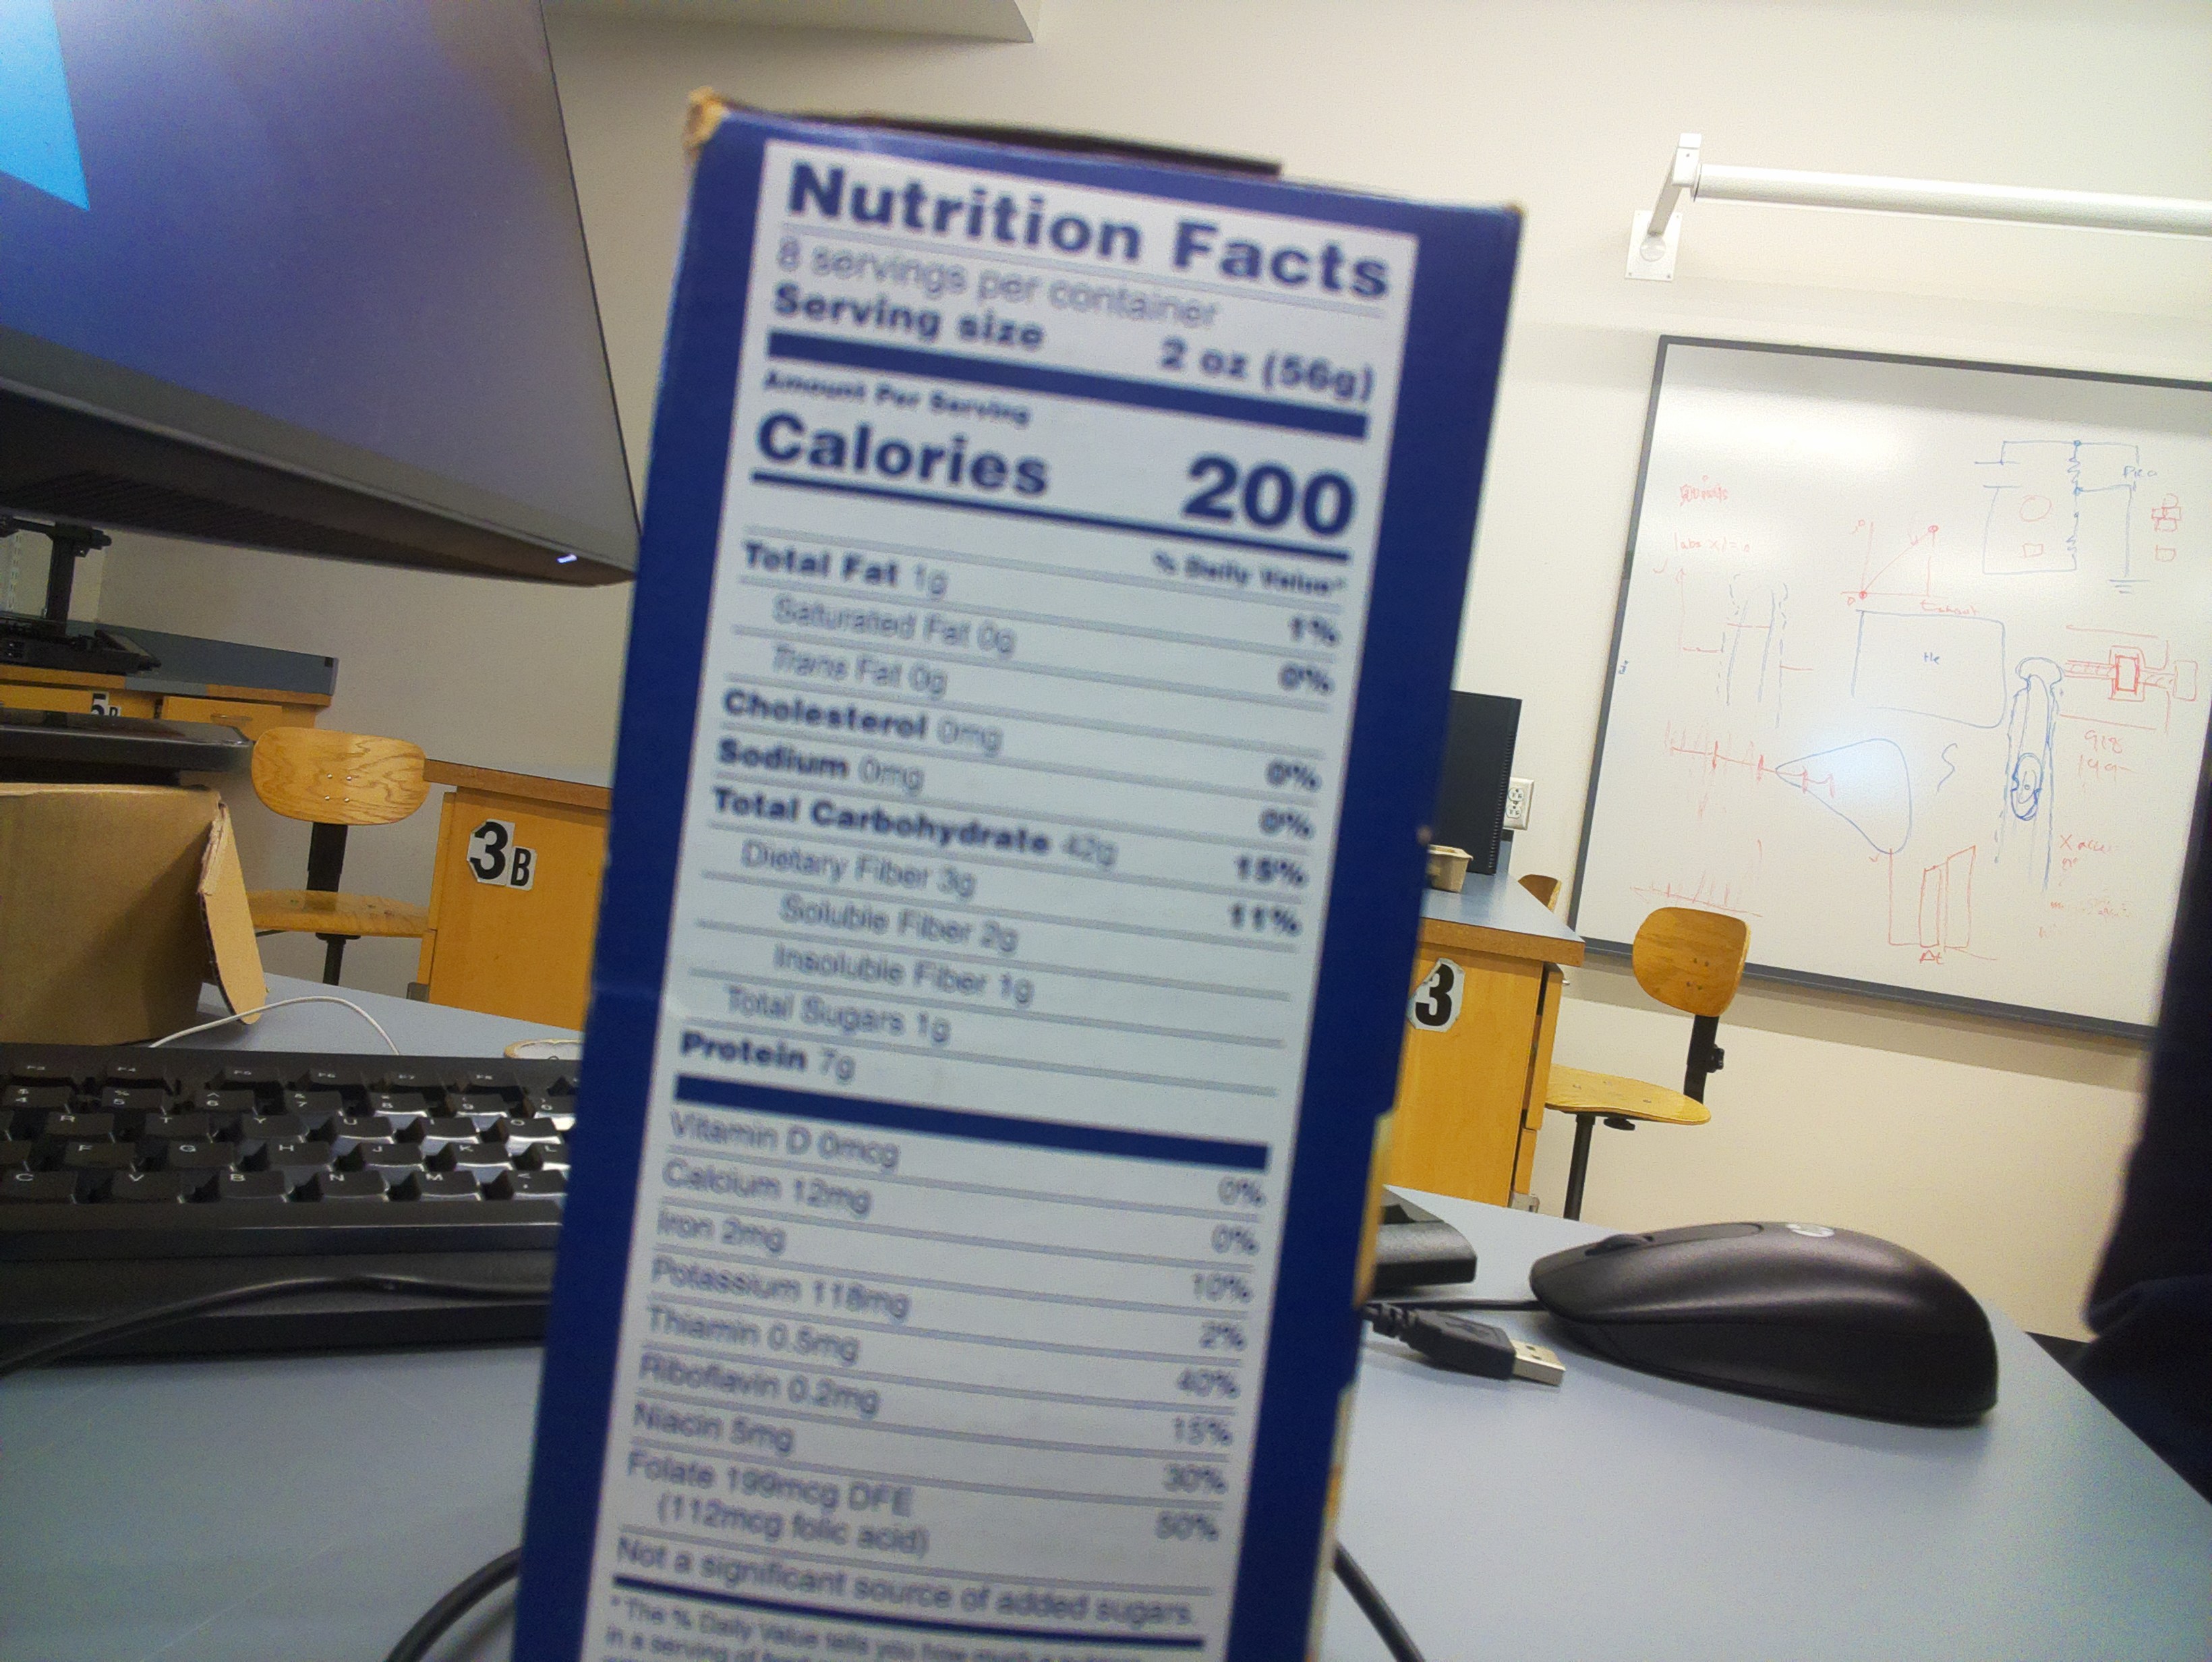 Nutrition Facts
8 servings per container
Serving size 2 oz (56g)
Amount Per Serving
Calories 200
% Daily Value*
Total Fat 1g 1%
Saturated Fat 0g 0%
Trans Fat 0g
Cholesterol 0mg 0%
Sodium 0mg 0%
Total Carbohydrate 42g 15%
Dietary Fiber 3g 11%
Soluble Fiber 2g
Insoluble Fiber 1g
Total Sugars 1g
Protein 7g
Vitamin D 0mcg 0%
Calcium 12mg 0%
Iron 2mg 10%
Potassium 118mg 2%
Thiamin 0.5mg 40%
Riboflavin 0.2mg 15%
Niacin 5mg 30%
Folate 199mcg DFE 50%
(112mcg folic acid)
Not a significant source of added sugars.
* The % Daily Value tells you how much a
in a serving of
3B
3